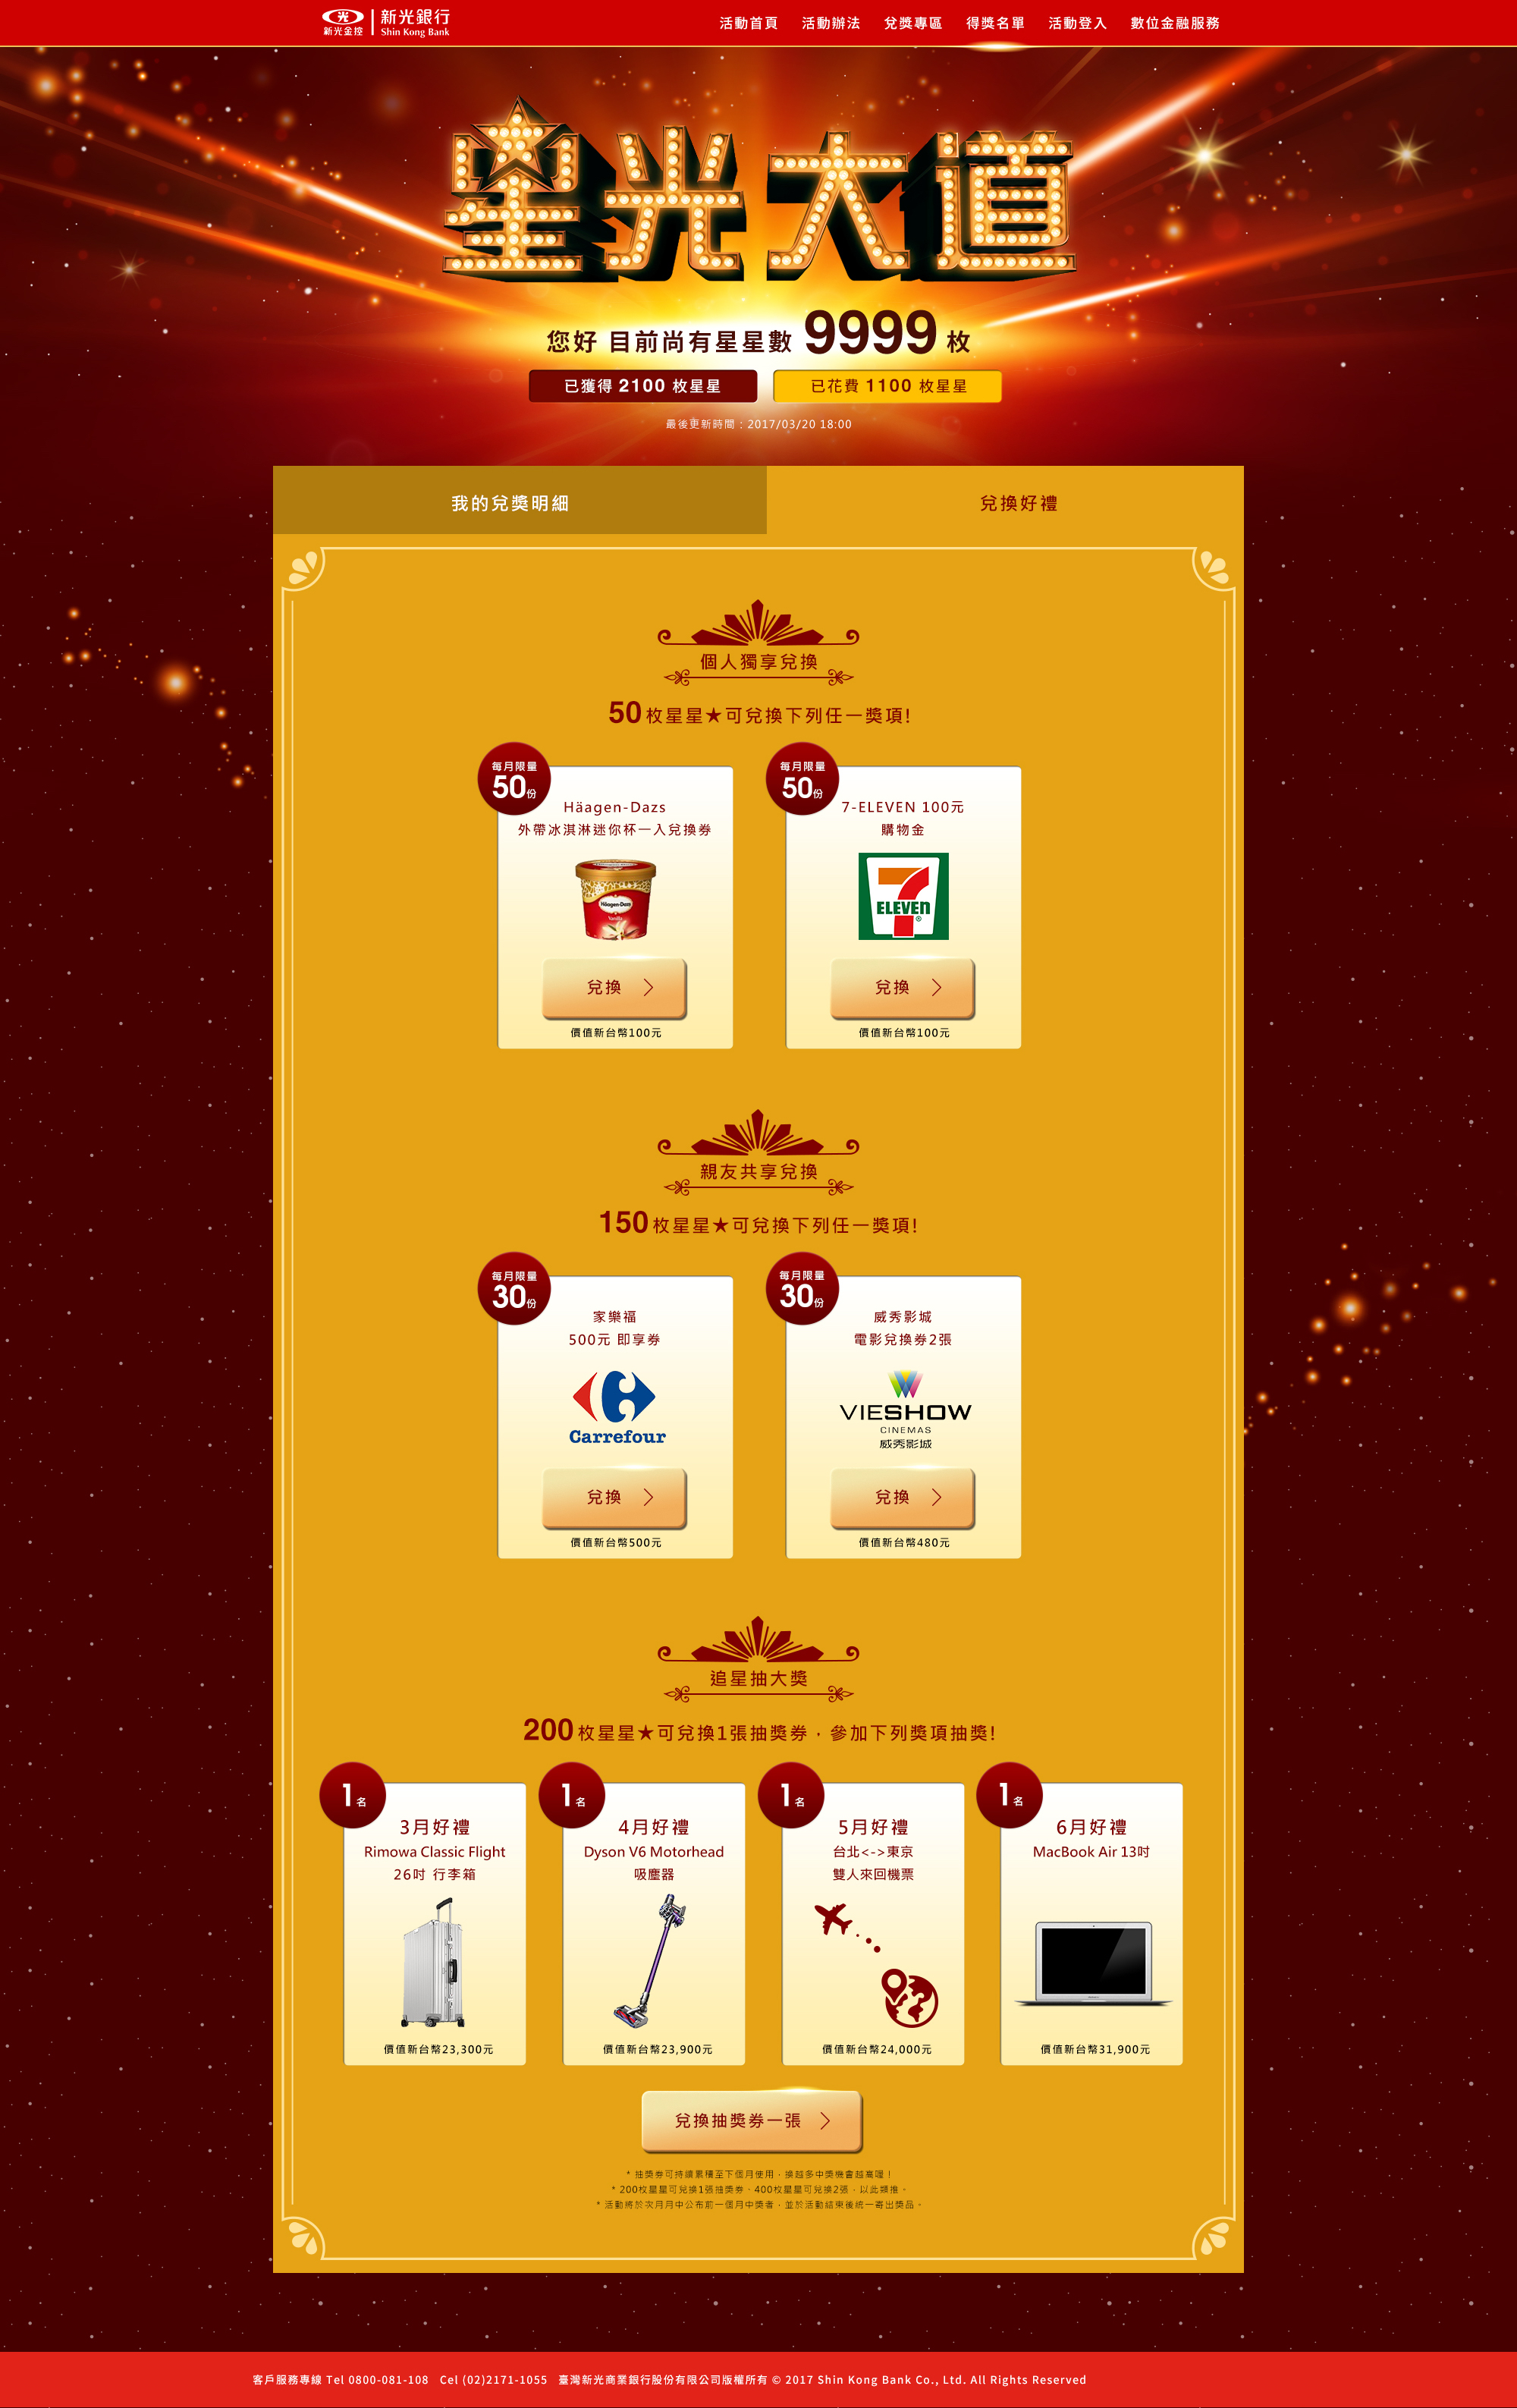 新光金控 新光銀行 Shin Kong Bank
活動首頁 活動辦法 兌獎專區 得獎名單 活動登入 數位金融服務
星光大道
您好 目前尚有星星數 9999 枚
已獲得 2100 枚星星 已花費 1100 枚星星
最後更新時間：2017/03/20 18:00
我的兌獎明細 兌換好禮
個人獨享兌換
50 枚星星★可兌換下列任一獎項!
每月限量
50份
Häagen-Dazs
外帶冰淇淋迷你杯一入兌換券
Häagen-Dazs
Vanilla
兌換
價值新台幣100元
每月限量
50份
7-ELEVEN 100元
購物金
7 ELEVEN ®
兌換
價值新台幣100元
親友共享兌換
150 枚星星★可兌換下列任一獎項!
每月限量
30份
家樂福
500元 即享券
Carrefour
兌換
價值新台幣500元
每月限量
30份
威秀影城
電影兌換券2張
VIESHOW
CINEMAS
威秀影城
兌換
價值新台幣480元
追星抽大獎
200 枚星星★可兌換1張抽獎券，參加下列獎項抽獎!
1名
3月好禮
Rimowa Classic Flight
26吋 行李箱
價值新台幣23,300元
1名
4月好禮
Dyson V6 Motorhead
吸塵器
價值新台幣23,900元
1名
5月好禮
台北<->東京
雙人來回機票
價值新台幣24,000元
1名
6月好禮
MacBook Air 13吋
價值新台幣31,900元
兌換抽獎券一張
* 抽獎券可持續累積至下個月使用，換越多中獎機會越高喔！
* 200枚星星可兌換1張抽獎券、400枚星星可兌換2張，以此類推。
* 活動將於次月月中公布前一個月中獎者，並於活動結束後統一寄出獎品。
客戶服務專線 Tel 0800-081-108 Cel (02)2171-1055 臺灣新光商業銀行股份有限公司版權所有 © 2017 Shin Kong Bank Co., Ltd. All Rights Reserved